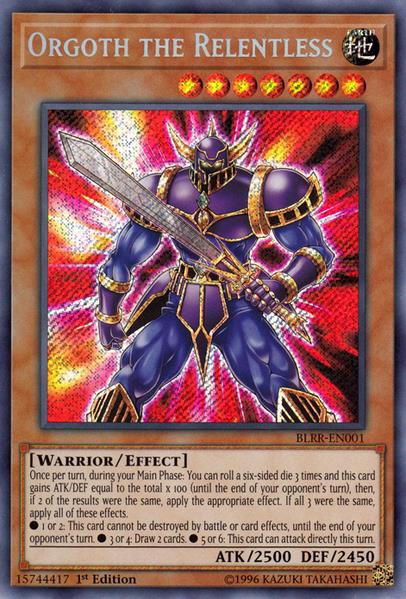 ORGOTH THE RELENTLESS
EARTH
地
BLRR-EN001
[WARRIOR/EFFECT]
Once per turn, during your Main Phase: You can roll a six-sided die 3 times and this card
gains ATK/DEF equal to the total x 100 (until the end of your opponent's turn), then,
if 2 of the results were the same, apply the appropriate effect. If all 3 were the same,
apply all of these effects.
● 1 or 2: This card cannot be destroyed by battle or card effects, until the end of your
opponent's turn. ● 3 or 4: Draw 2 cards. ● 5 or 6: This card can attack directly this turn.
ATK/2500 DEF/2450
15744417 1st Edition ©1996 KAZUKI TAKAHASHI